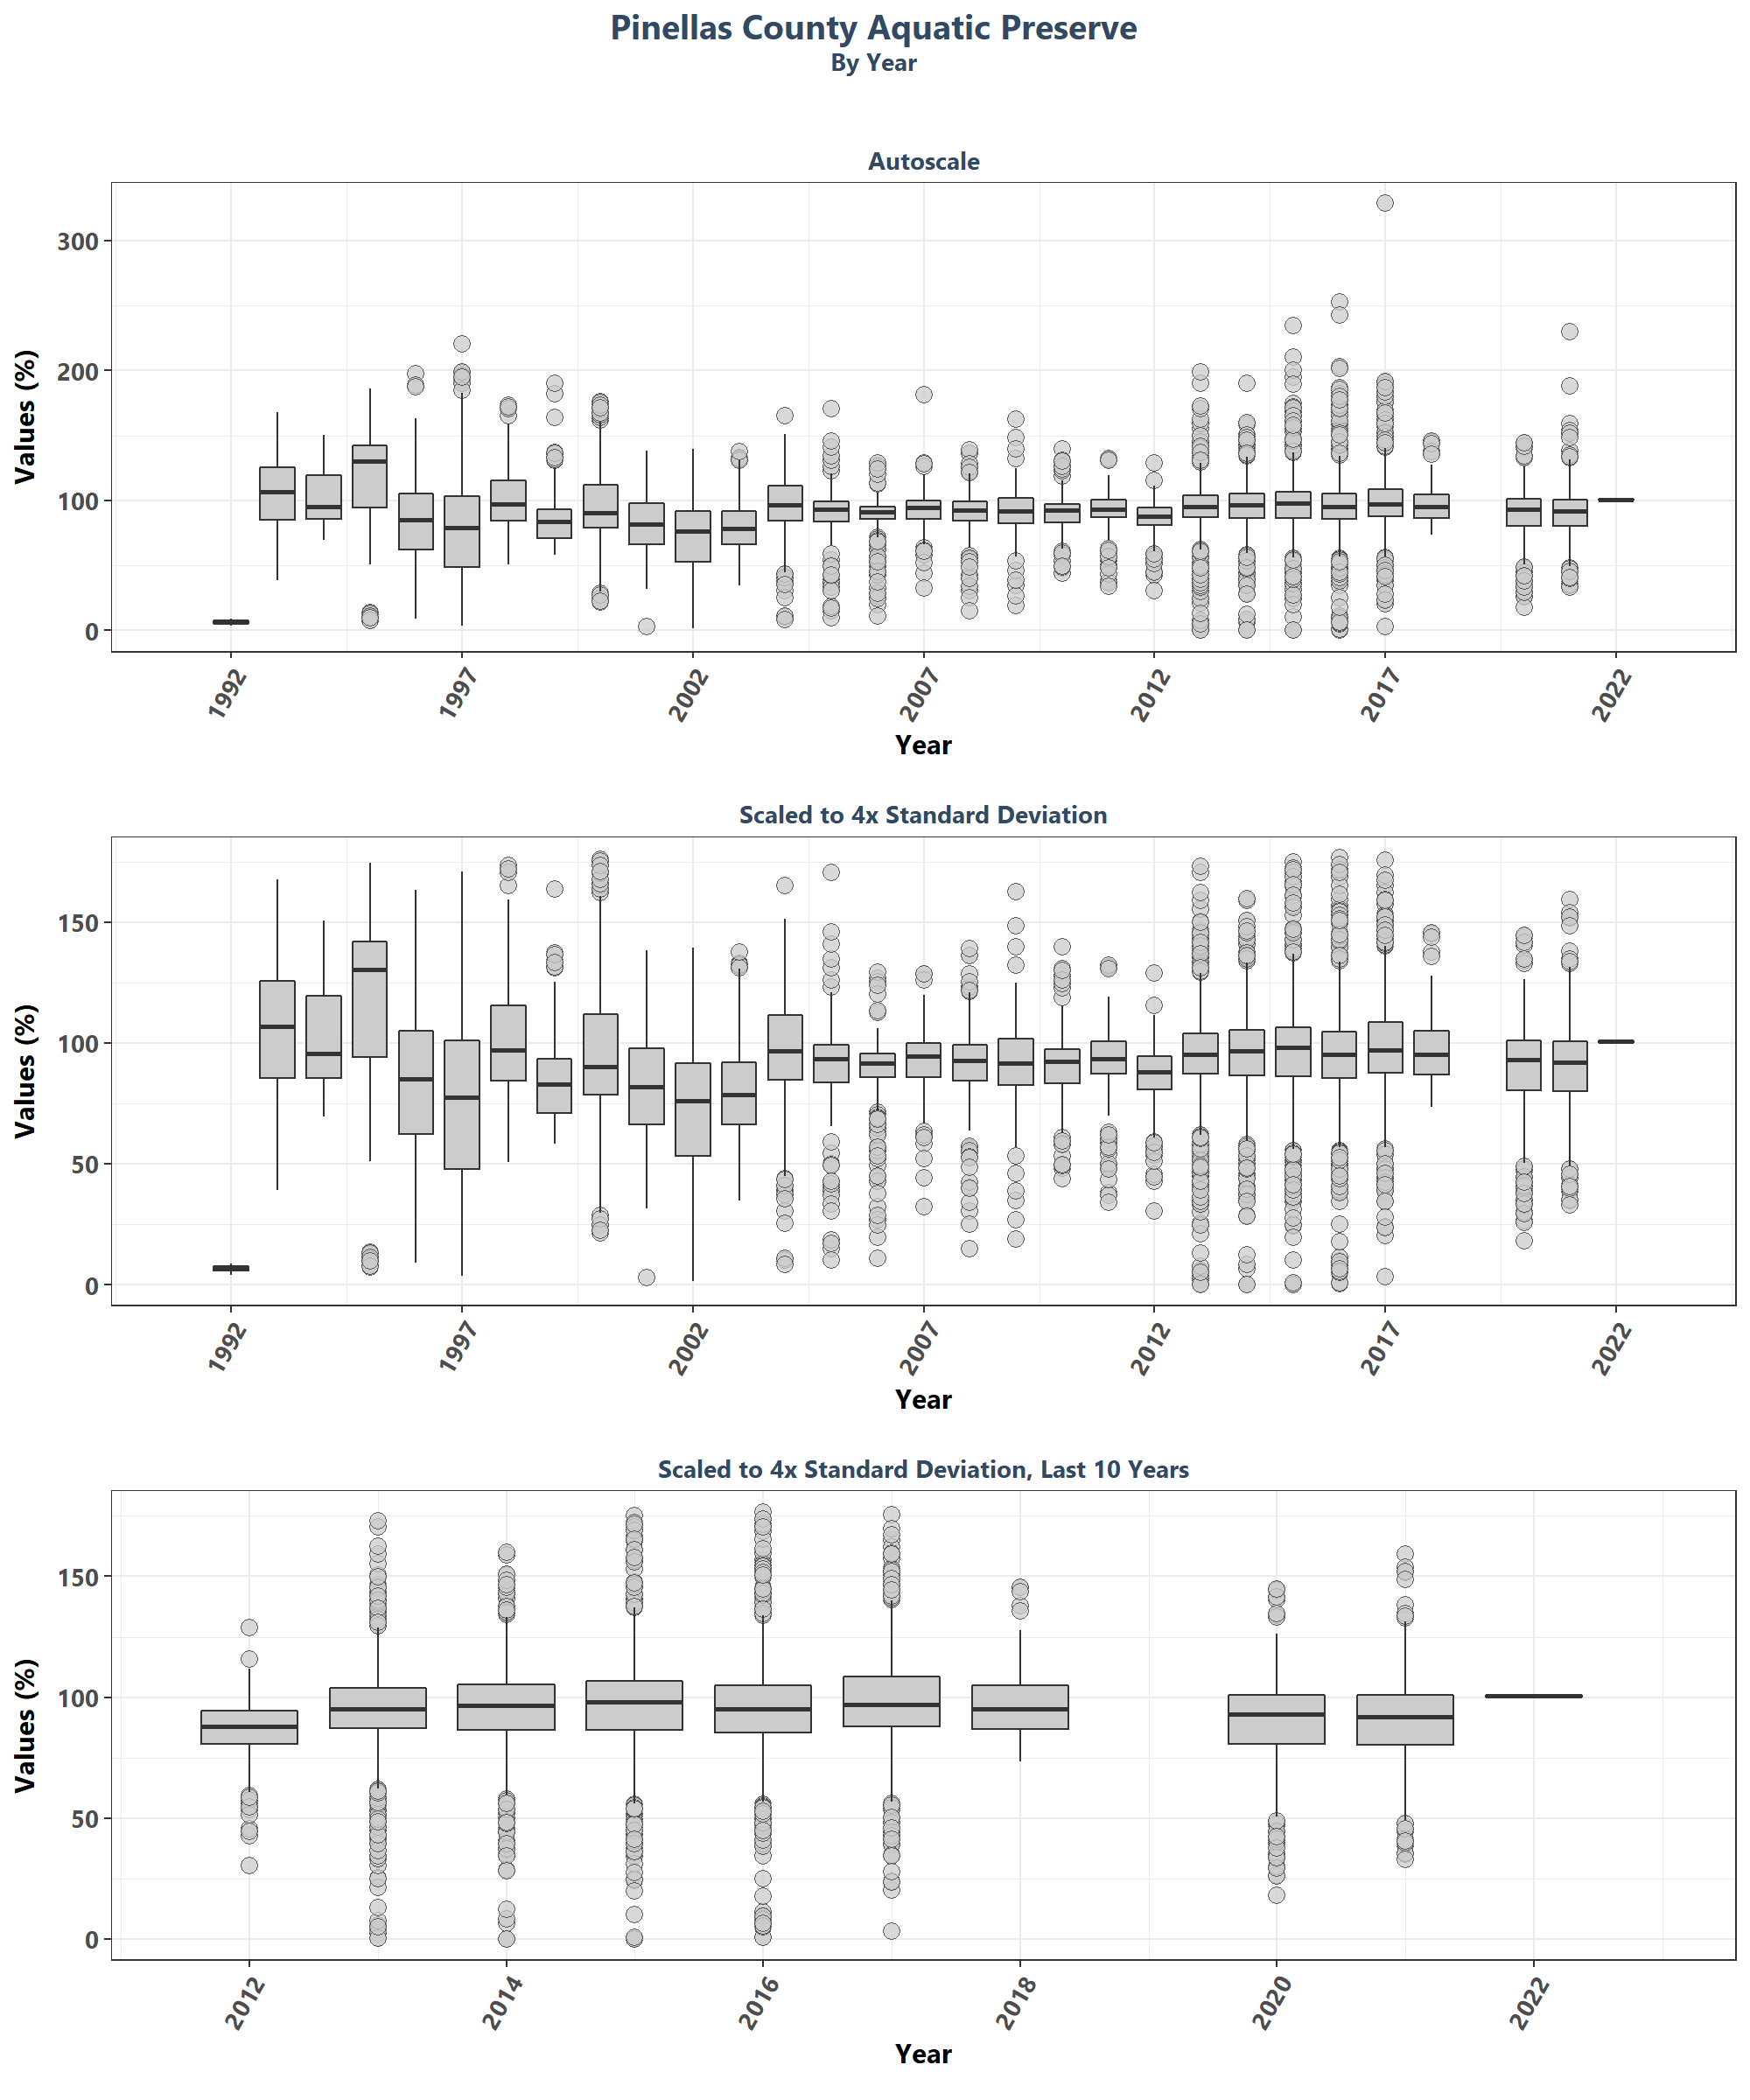 Pinellas County Aquatic Preserve
By Year
Autoscale
Values (%)
300
200
100
0
1992
1997
2002
2007
2012
2017
2022
Year
Scaled to 4x Standard Deviation
Values (%)
150
100
50
0
1992
1997
2002
2007
2012
2017
2022
Year
Scaled to 4x Standard Deviation, Last 10 Years
Values (%)
150
100
50
0
2012
2014
2016
2018
2020
2022
Year